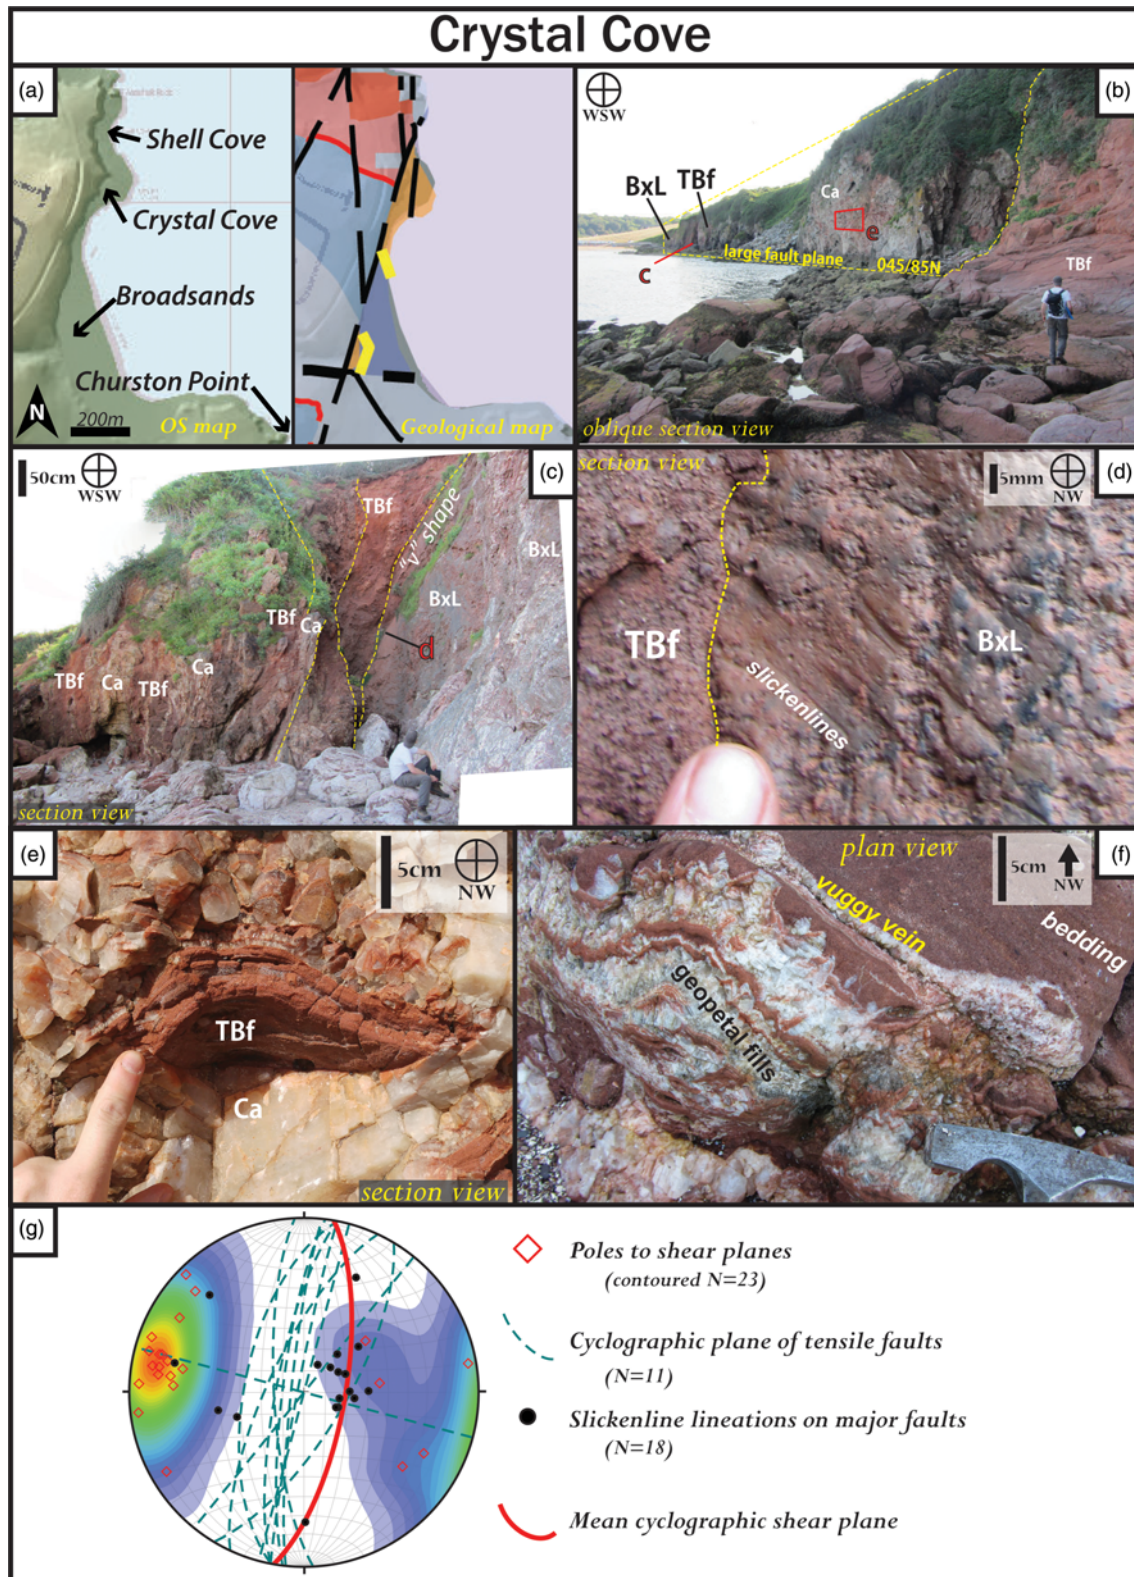 Crystal Cove
(a)
Shell Cove
Crystal Cove
Broadsands
Churston Point
N
200m
OS map
Geological map
(b)
WSW
BxL
TBf
Ca
e
c
large fault plane
045/85N
TBf
oblique section view
(c)
50cm
WSW
TBf
"v" shape
BxL
BxL
TBf
Ca
d
Ca
TBf
Ca
TBf
section view
(d)
section view
5mm
NW
TBf
BxL
slickenlines
(e)
5cm
NW
TBf
Ca
section view
(f)
plan view
5cm
NW
vuggy vein
bedding
geopetal fills
(g)
Poles to shear planes
(contoured N=23)
Cyclographic plane of tensile faults
(N=11)
Slickenline lineations on major faults
(N=18)
Mean cyclographic shear plane